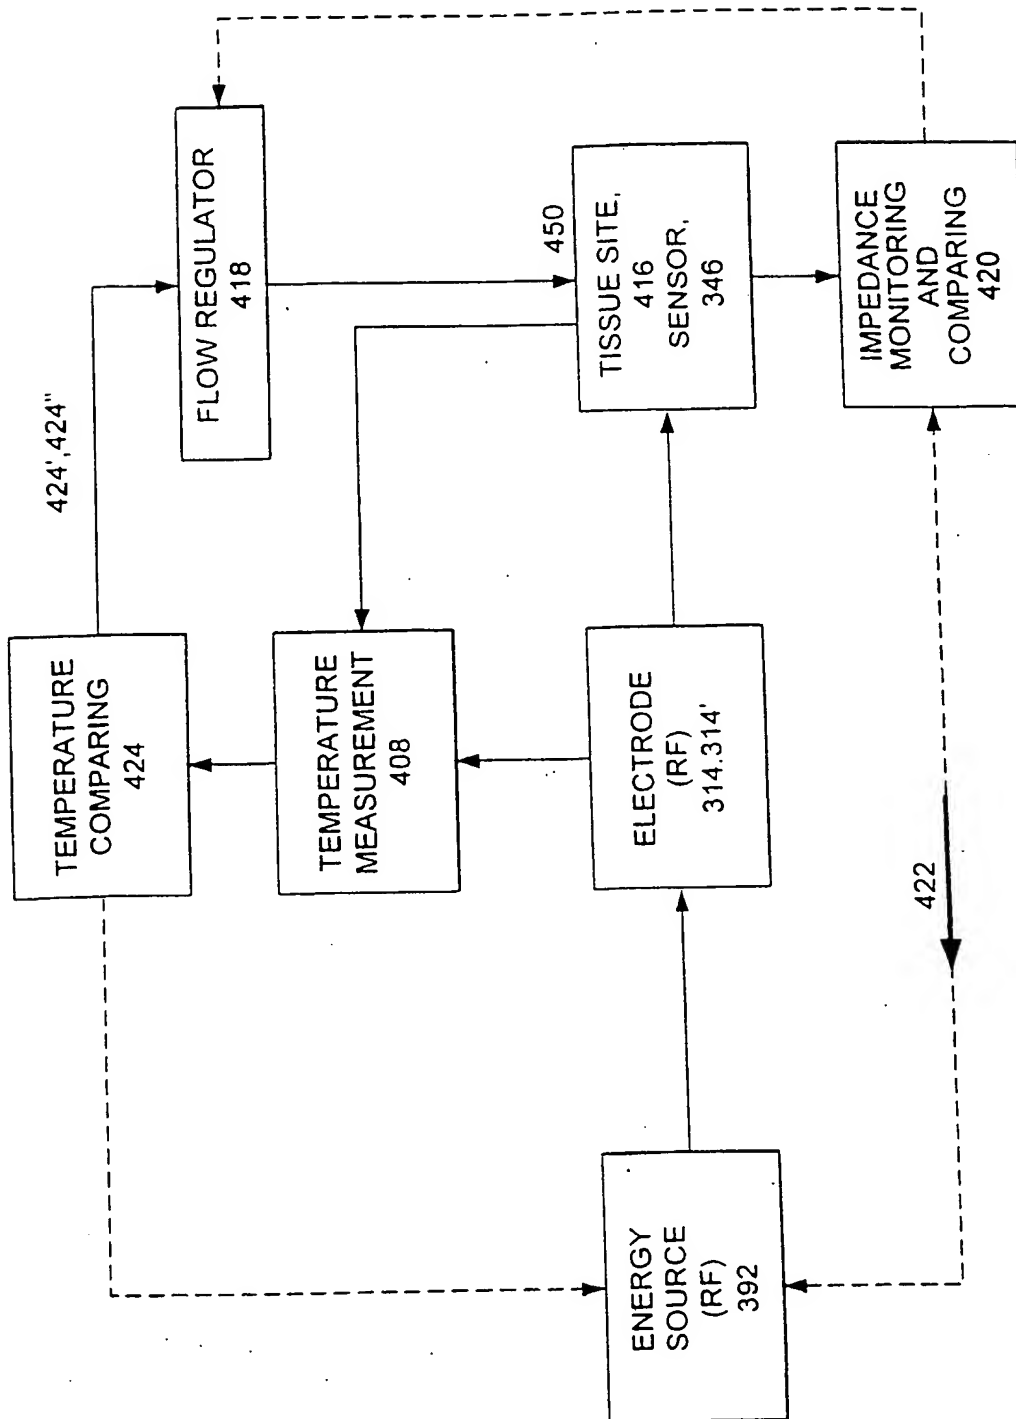 TEMPERATURE
COMPARING
424
424',424"
FLOW REGULATOR
418
TEMPERATURE
MEASUREMENT
408
450
TISSUE SITE,
416
SENSOR,
346
ENERGY
SOURCE
(RF)
392
ELECTRODE
(RF)
314.314'
422
IMPEDANCE
MONITORING
AND
COMPARING
420